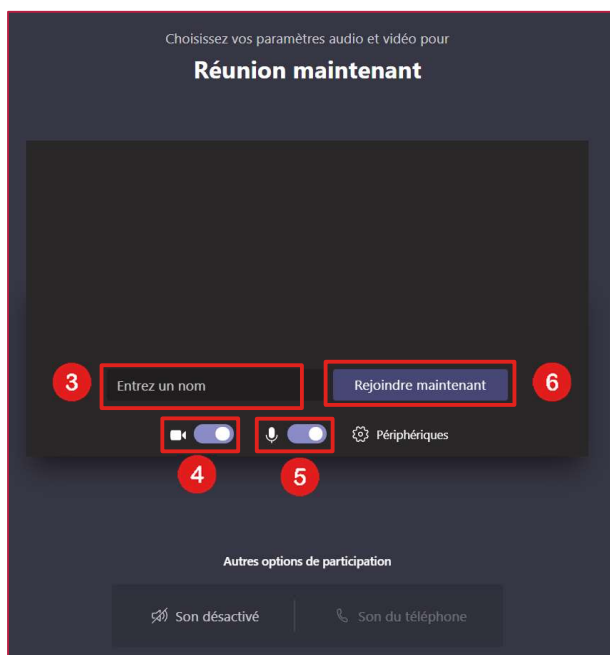 Choisissez vos paramètres audio et vidéo pour
Réunion maintenant
3 Entrez un nom Rejoindre maintenant 6
Périphériques
4 5
Autres options de participation
Son désactivé Son du téléphone